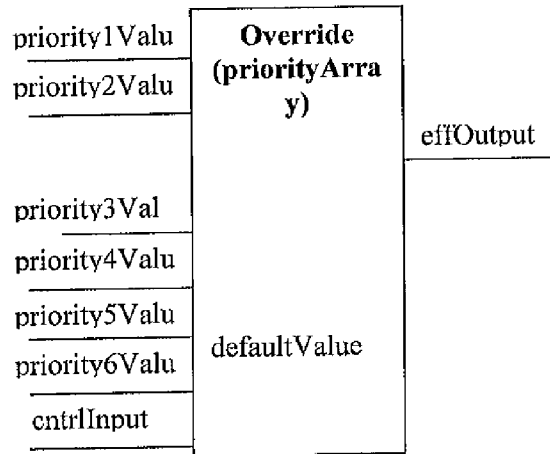 priority1Valu
Override
(priorityArra
y)
priority2Valu
effOutput
priority3Val
priority4Valu
priority5Valu
defaultValue
priority6Valu
cntrlInput